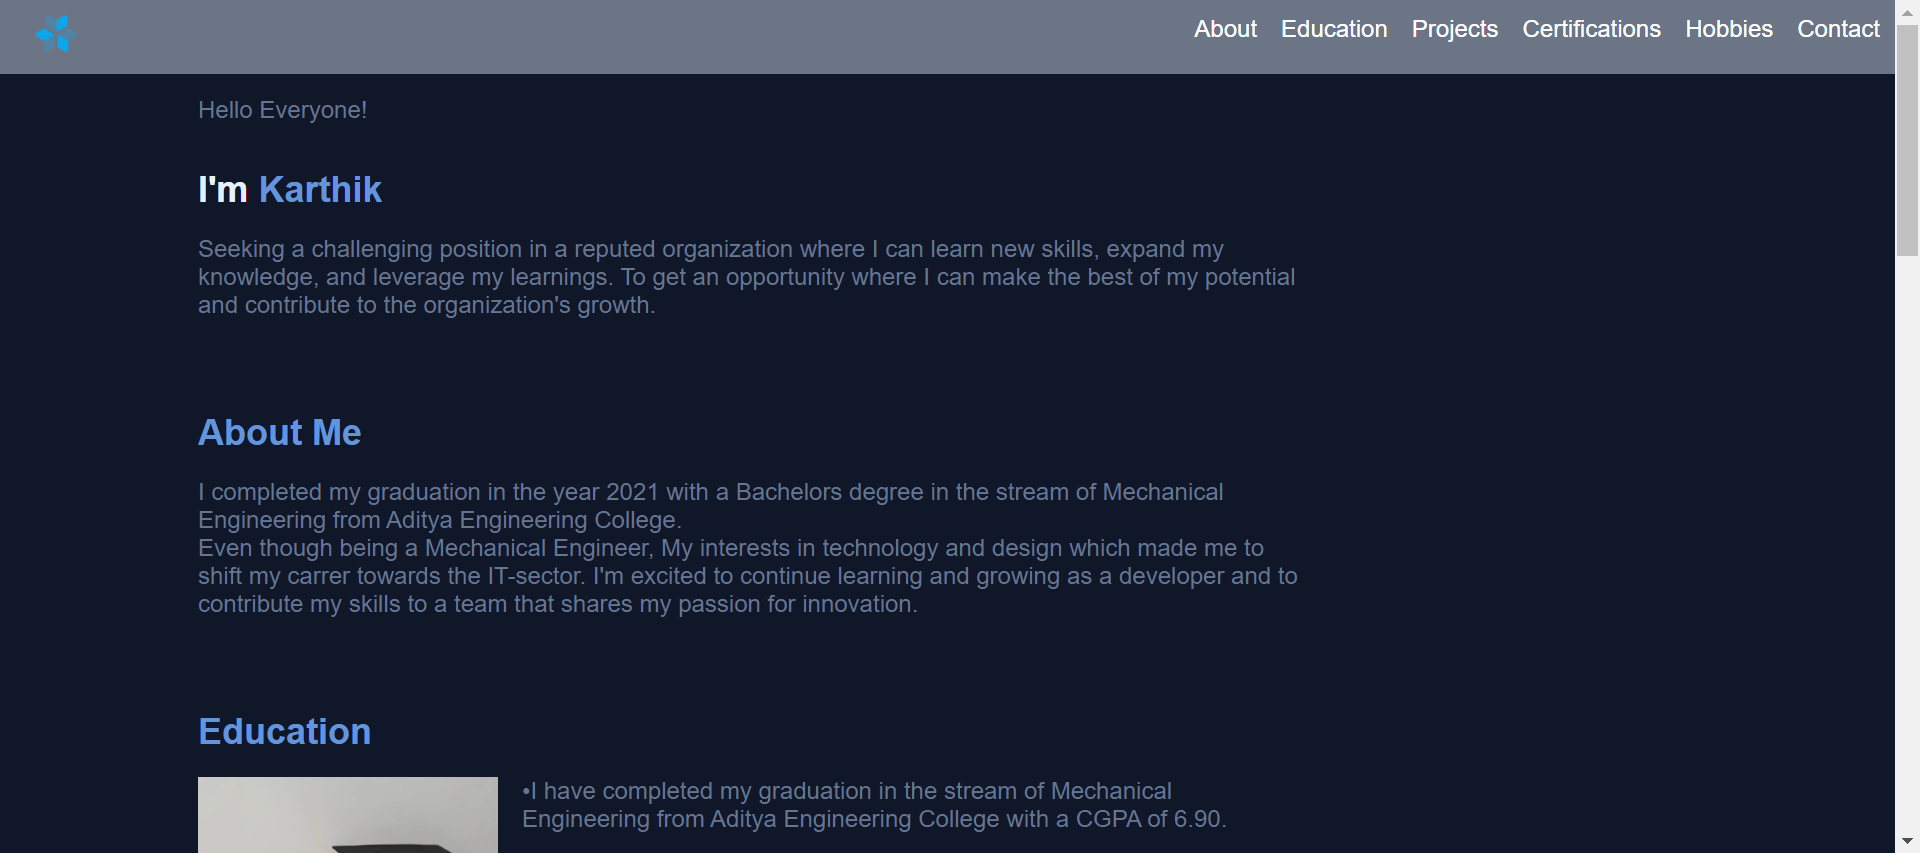 About Education Projects Certifications Hobbies Contact
Hello Everyone!
I'm Karthik
Seeking a challenging position in a reputed organization where I can learn new skills, expand my
knowledge, and leverage my learnings. To get an opportunity where I can make the best of my potential
and contribute to the organization's growth.
About Me
I completed my graduation in the year 2021 with a Bachelors degree in the stream of Mechanical
Engineering from Aditya Engineering College.
Even though being a Mechanical Engineer, My interests in technology and design which made me to
shift my carrer towards the IT-sector. I'm excited to continue learning and growing as a developer and to
contribute my skills to a team that shares my passion for innovation.
Education
•I have completed my graduation in the stream of Mechanical
Engineering from Aditya Engineering College with a CGPA of 6.90.